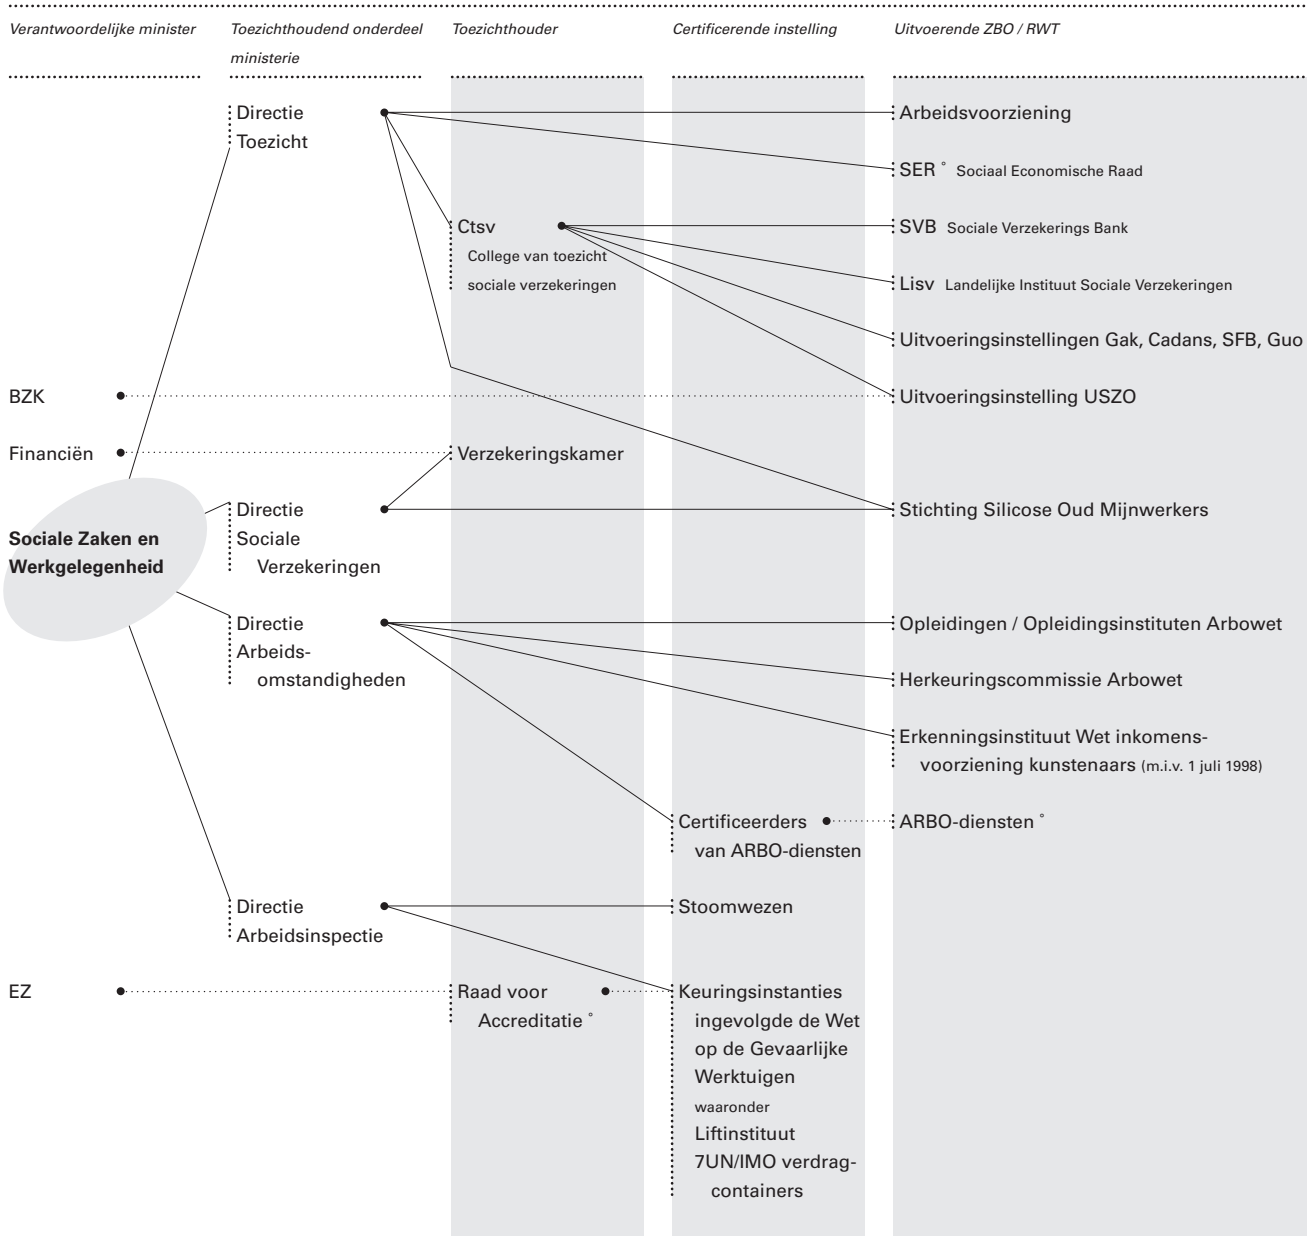 Verantwoordelijke minister
Toezichthoudend onderdeel
ministerie
Toezichthouder
Certificerende instelling
Uitvoerende ZBO / RWT
Directie
Toezicht
Arbeidsvoorziening
SER ° Sociaal Economische Raad
Ctsv
College van toezicht
sociale verzekeringen
SVB Sociale Verzekerings Bank
Lisv Landelijke Instituut Sociale Verzekeringen
Uitvoeringsinstellingen Gak, Cadans, SFB, Guo
BZK
Uitvoeringsinstelling USZO
Financiën
Verzekeringskamer
Sociale Zaken en
Werkgelegenheid
Directie
Sociale
Verzekeringen
Stichting Silicose Oud Mijnwerkers
Directie
Arbeids-
omstandigheden
Opleidingen / Opleidingsinstituten Arbowet
Herkeuringscommissie Arbowet
Erkenningsinstituut Wet inkomens-
voorziening kunstenaars (m.i.v. 1 juli 1998)
Certificeerders
van ARBO-diensten
ARBO-diensten °
Directie
Arbeidsinspectie
Stoomwezen
EZ
Raad voor
Accreditatie °
Keuringsinstanties
ingevolgde de Wet
op de Gevaarlijke
Werktuigen
waaronder
Liftinstituut
7UN/IMO verdrag-
containers